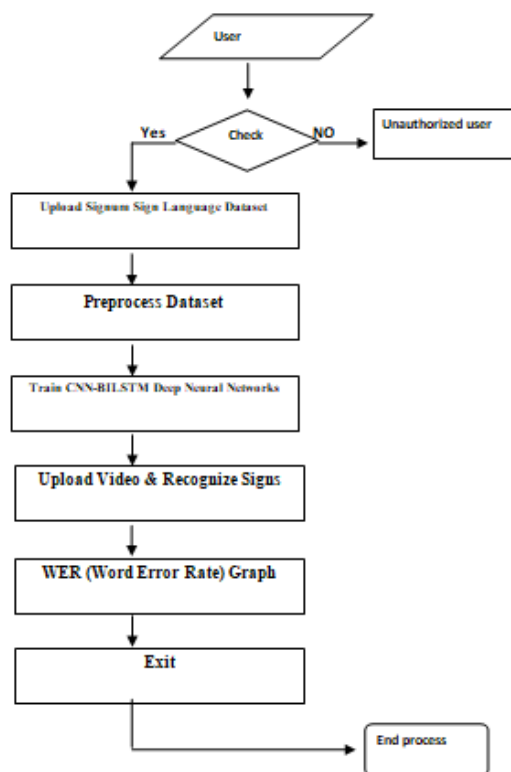 User
Yes
Check
NO
Unauthorized user
Upload Signum Sign Language Dataset
Preprocess Dataset
Train CNN-BILSTM Deep Neural Networks
Upload Video & Recognize Signs
WER (Word Error Rate) Graph
Exit
End process